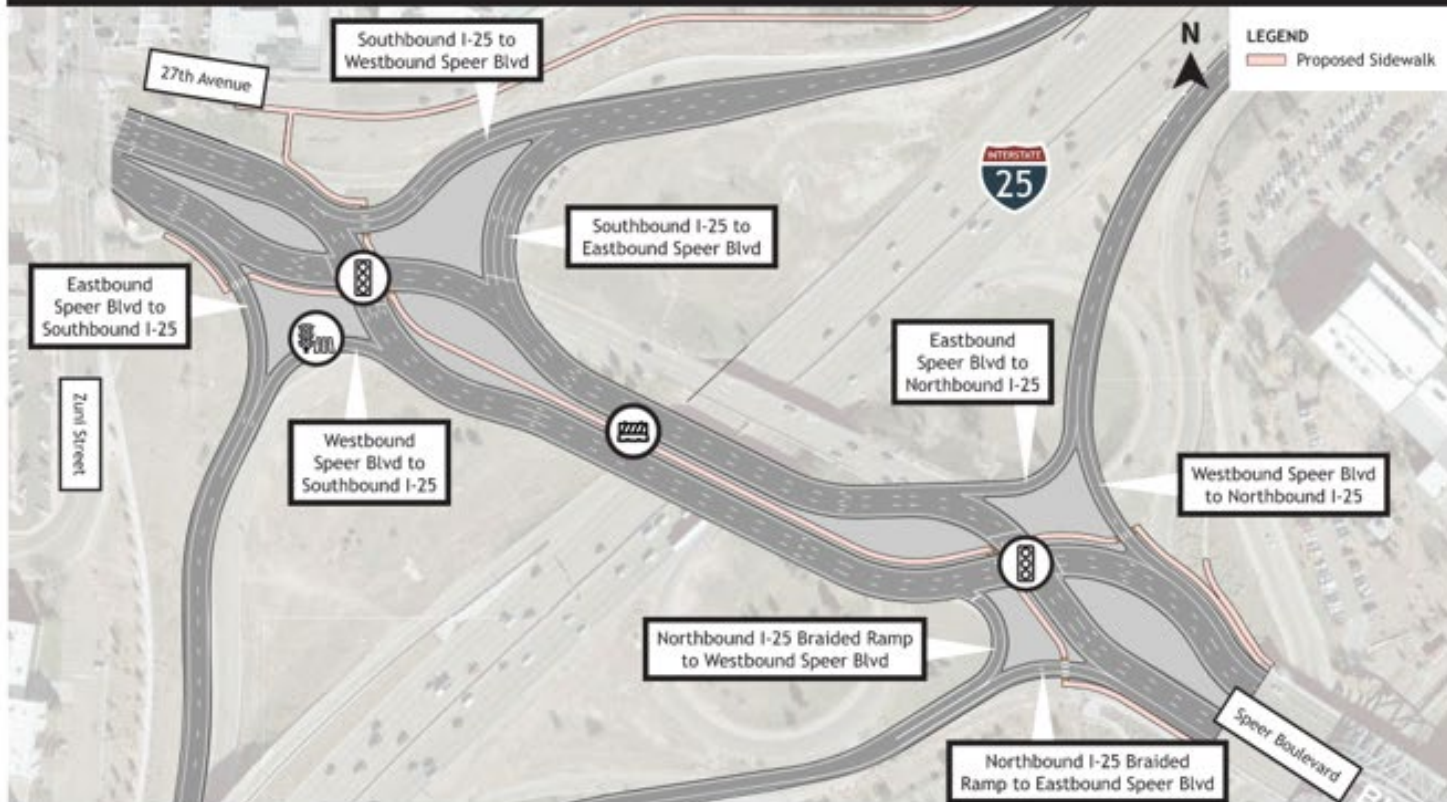 Southbound I-25 to
Westbound Speer Blvd
N
LEGEND
Proposed Sidewalk
27th Avenue
INTERSTATE
25
Southbound I-25 to
Eastbound Speer Blvd
Eastbound
Speer Blvd to
Southbound I-25
Eastbound
Speer Blvd to
Northbound I-25
Zuni Street
Westbound
Speer Blvd to
Southbound I-25
Westbound Speer Blvd
to Northbound I-25
Northbound I-25 Braided Ramp
to Westbound Speer Blvd
Speer Boulevard
Northbound I-25 Braided
Ramp to Eastbound Speer Blvd